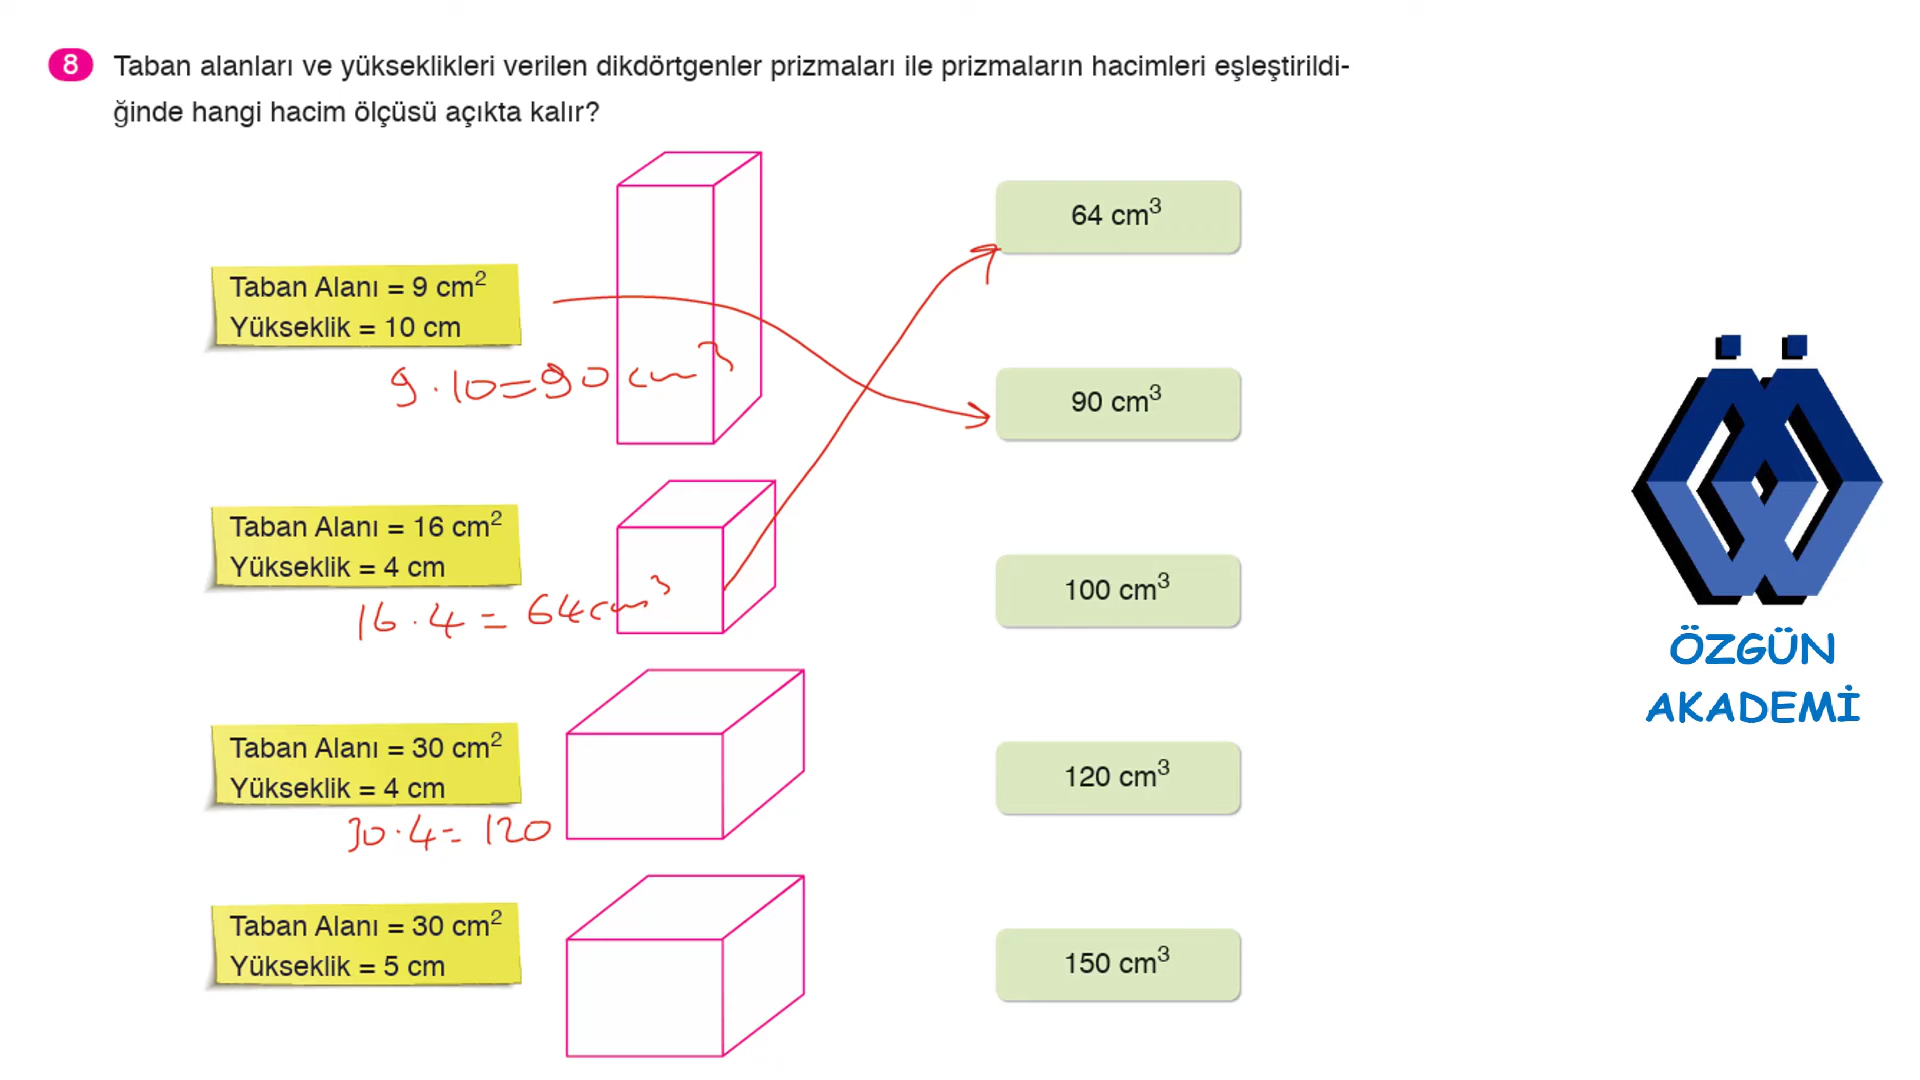 8 Taban alanları ve yükseklikleri verilen dikdörtgenler prizmaları ile prizmaların hacimleri eşleştirildi-
ğinde hangi hacim ölçüsü açıkta kalır?
64 cm³
Taban Alanı = 9 cm²
Yükseklik = 10 cm
9 · 10 = 90 cm³
90 cm³
Taban Alanı = 16 cm²
Yükseklik = 4 cm
16 · 4 = 64 cm³
100 cm³
Taban Alanı = 30 cm²
Yükseklik = 4 cm
30 · 4 = 120
120 cm³
Taban Alanı = 30 cm²
Yükseklik = 5 cm
150 cm³
ÖZGÜN
AKADEMİ